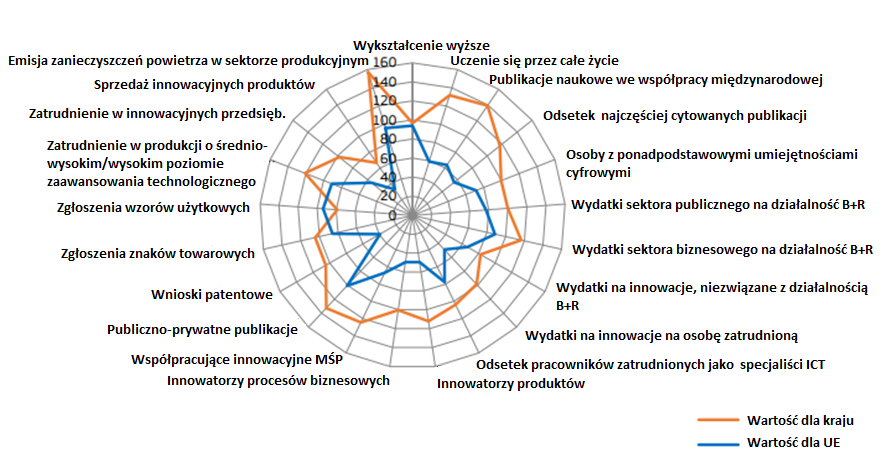 Wykształcenie wyższe
Emisja zanieczyszczeń powietrza w sektorze produkcyjnym
160
Uczenie się przez całe życie
Sprzedaż innowacyjnych produktów
140
Publikacje naukowe we współpracy międzynarodowej
Zatrudnienie w innowacyjnych przedsięb.
120
Odsetek najczęściej cytowanych publikacji
100
Zatrudnienie w produkcji o średnio-
wysokim/wysokim poziomie
zaawansowania technologicznego
80
60
40
20
0
Osoby z ponadpodstawowymi umiejętnościami
cyfrowymi
Zgłoszenia wzorów użytkowych
Wydatki sektora publicznego na działalność B+R
Zgłoszenia znaków towarowych
Wydatki sektora biznesowego na działalność B+R
Wnioski patentowe
Wydatki na innowacje, niezwiązane z działalnością
B+R
Publiczno-prywatne publikacje
Wydatki na innowacje na osobę zatrudnioną
Współpracujące innowacyjne MŚP
Odsetek pracowników zatrudnionych jako specjaliści ICT
Innowatorzy procesów biznesowych
Innowatorzy produktów
Wartość dla kraju
Wartość dla UE